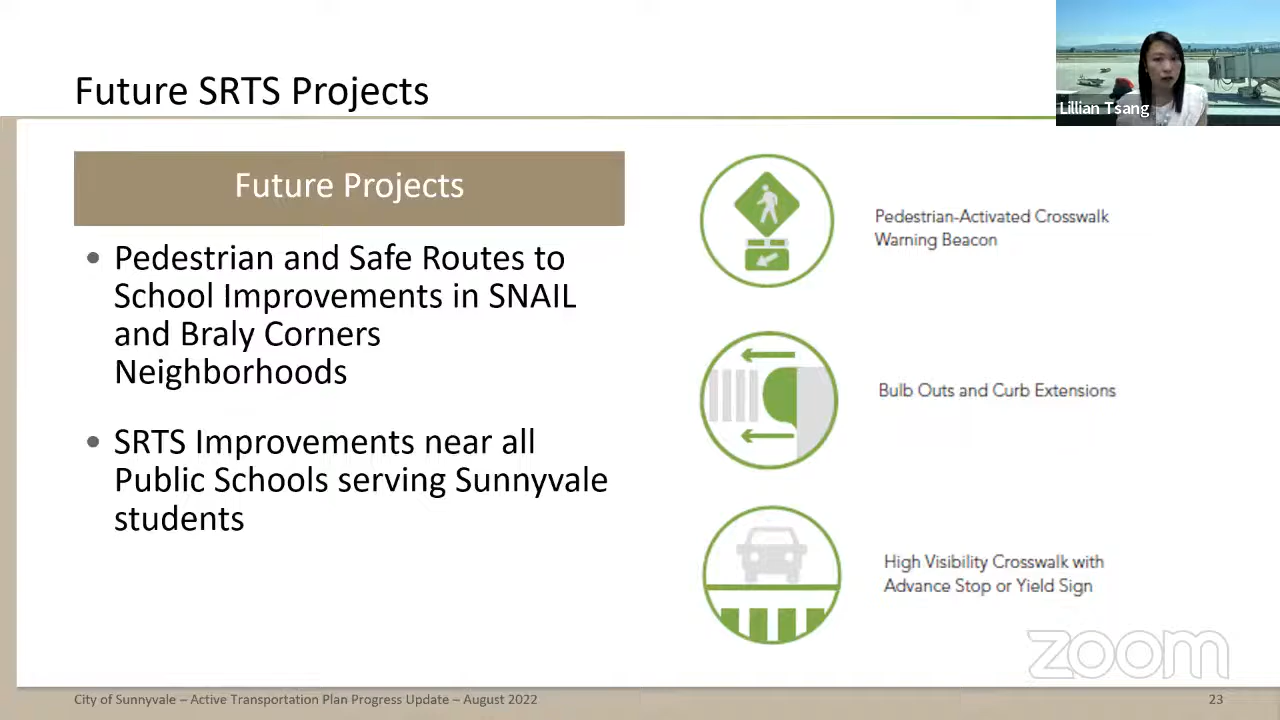 Future SRTS Projects
Lillian Tsang
Future Projects
• Pedestrian and Safe Routes to
School Improvements in SNAIL
and Braly Corners
Neighborhoods
• SRTS Improvements near all
Public Schools serving Sunnyvale
students
Pedestrian-Activated Crosswalk
Warning Beacon
Bulb Outs and Curb Extensions
High Visibility Crosswalk with
Advance Stop or Yield Sign
zoom
City of Sunnyvale – Active Transportation Plan Progress Update – August 2022
23